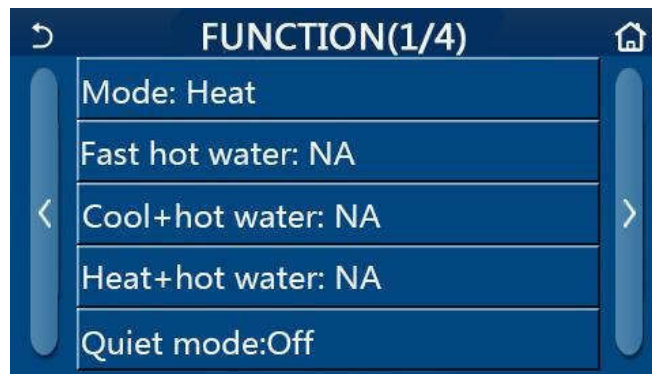 FUNCTION(1/4)
Mode: Heat
Fast hot water: NA
Cool+hot water: NA
Heat+hot water: NA
Quiet mode:Off